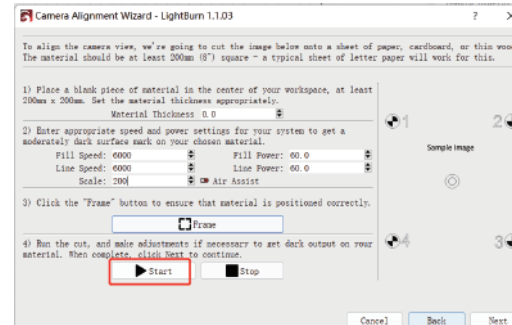 Camera Alignment Wizard - LightBurn 1.1.03
?
To align the camera view, we're going to cut the image below onto a sheet of paper, cardboard, or thin
The material should be at least 200mm (8") square - a typical sheet of letter paper will work for this.
1) Place a blank piece of material in the center of your workspace, at least
200mm x 200mm. Set the material thickness appropriately.
Material Thickness 0.0
2) Enter appropriate speed and power settings for your system to get a
moderately dark surface mark on your chosen material.
Fill Speed: 6000 Fill Power: 60.0
Line Speed: 6000 Line Power: 60.0
Scale: 200 Air Assist
3) Click the "Frame" button to ensure that material is positioned correctly.
Frame
4) Run the cut, and make adjustments if necessary to get dark output on your
material. When complete, click Next to continue.
Start Stop
1 2
Sample Image
4 3
Cancel Back Next